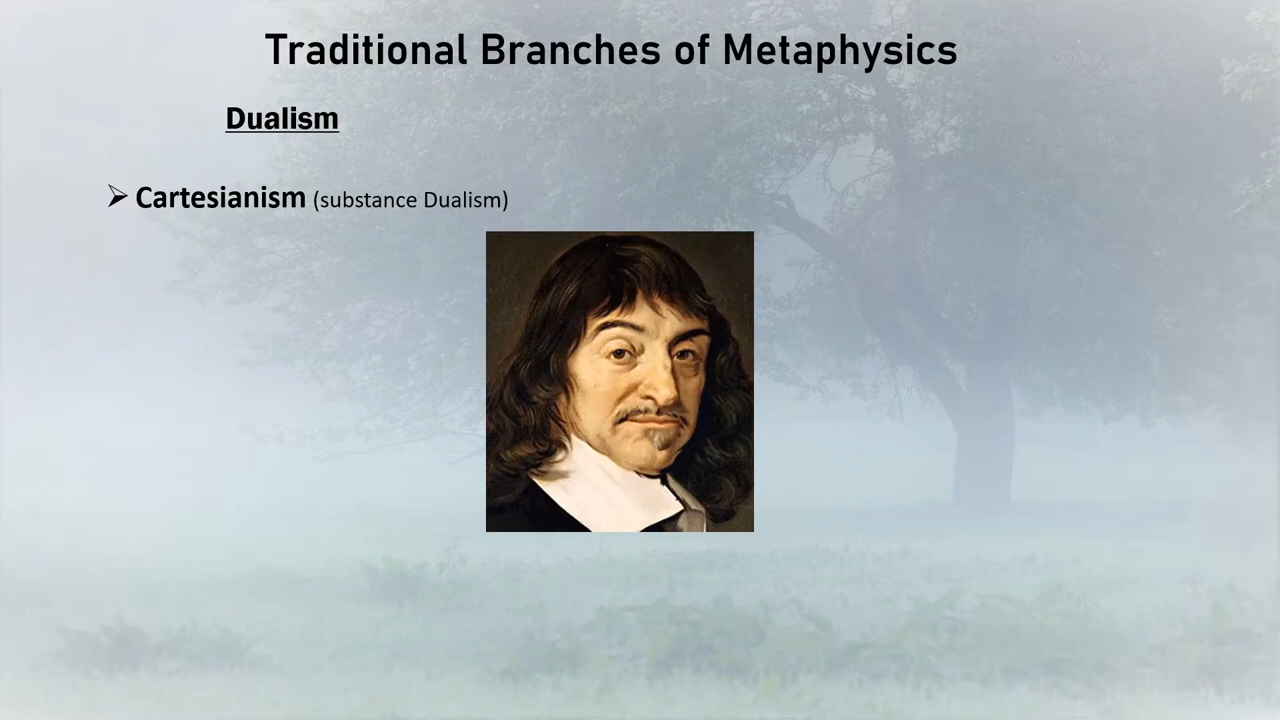 Traditional Branches of Metaphysics
Dualism
➢ Cartesianism (substance Dualism)